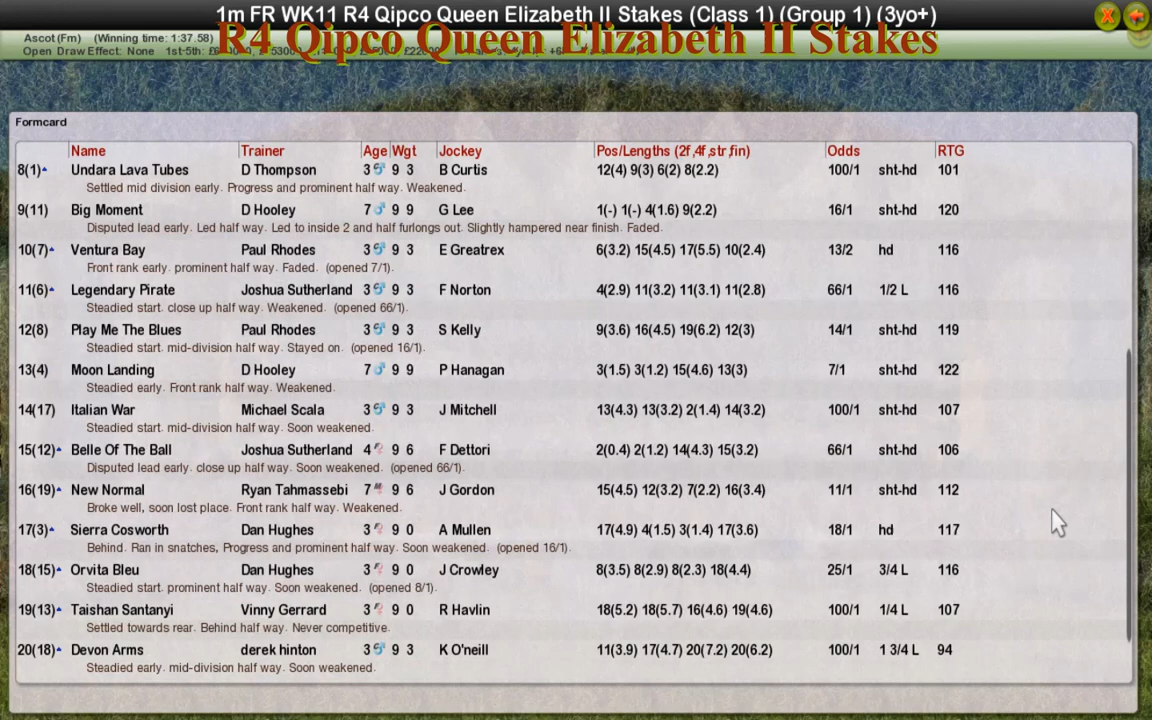 1m FR WK11 R4 Qipco Queen Elizabeth II Stakes (Class 1) (Group 1) (3yo+)
R4 Qipco Queen Elizabeth II Stakes
Ascot(Fm) (Winning time: 1:37.58)
Open Draw Effect: None 1st-5th:
Formcard
Name Trainer Age Wgt Jockey Pos/Lengths (2f,4f,str,fin) Odds RTG
8(1) Undara Lava Tubes D Thompson 3 9 3 B Curtis 12(4) 9(3) 6(2) 8(2.2) 100/1 sht-hd 101
Settled mid division early. Progress and prominent half way. Weakened.
9(11) Big Moment D Hooley 7 9 9 G Lee 1(-) 1(-) 4(1.6) 9(2.2) 16/1 sht-hd 120
Disputed lead early. Led half way. Led to inside 2 and half furlongs out. Slightly hampered near finish. Faded.
10(7) Ventura Bay Paul Rhodes 3 9 3 E Greatrex 6(3.2) 15(4.5) 17(5.5) 10(2.4) 13/2 hd 116
Front rank early. prominent half way. Faded. (opened 7/1).
11(6) Legendary Pirate Joshua Sutherland 3 9 3 F Norton 4(2.9) 11(3.2) 11(3.1) 11(2.8) 66/1 1/2 L 116
Steadied start. close up half way. Weakened. (opened 66/1).
12(8) Play Me The Blues Paul Rhodes 3 9 3 S Kelly 9(3.6) 16(4.5) 19(6.2) 12(3) 14/1 sht-hd 119
Steadied start. mid-division half way. Stayed on. (opened 16/1).
13(4) Moon Landing D Hooley 7 9 9 P Hanagan 3(1.5) 3(1.2) 15(4.6) 13(3) 7/1 sht-hd 122
Steadied early. Front rank half way. Weakened.
14(17) Italian War Michael Scala 3 9 3 J Mitchell 13(4.3) 13(3.2) 2(1.4) 14(3.2) 100/1 sht-hd 107
Steadied start. mid-division half way. Soon weakened.
15(12) Belle Of The Ball Joshua Sutherland 4 9 6 F Dettori 2(0.4) 2(1.2) 14(4.3) 15(3.2) 66/1 sht-hd 106
Disputed lead early. close up half way. Soon weakened. (opened 66/1).
16(19) New Normal Ryan Tahmassebi 7 9 6 J Gordon 15(4.5) 12(3.2) 7(2.2) 16(3.4) 11/1 sht-hd 112
Broke well, soon lost place. Front rank half way. Weakened.
17(3) Sierra Cosworth Dan Hughes 3 9 0 A Mullen 17(4.9) 4(1.5) 3(1.4) 17(3.6) 18/1 hd 117
Behind. Ran in snatches, Progress and prominent half way. Soon weakened. (opened 16/1).
18(15) Orvita Bleu Dan Hughes 3 9 0 J Crowley 8(3.5) 8(2.9) 8(2.3) 18(4.4) 25/1 3/4 L 116
Steadied start. prominent half way. Soon weakened. (opened 8/1).
19(13) Taishan Santanyi Vinny Gerrard 3 9 0 R Havlin 18(5.2) 18(5.7) 16(4.6) 19(4.6) 100/1 1/4 L 107
Settled towards rear. Behind half way. Never competitive.
20(18) Devon Arms derek hinton 3 9 3 K O'neill 11(3.9) 17(4.7) 20(7.2) 20(6.2) 100/1 1 3/4 L 94
Steadied early. mid-division half way. Soon weakened.